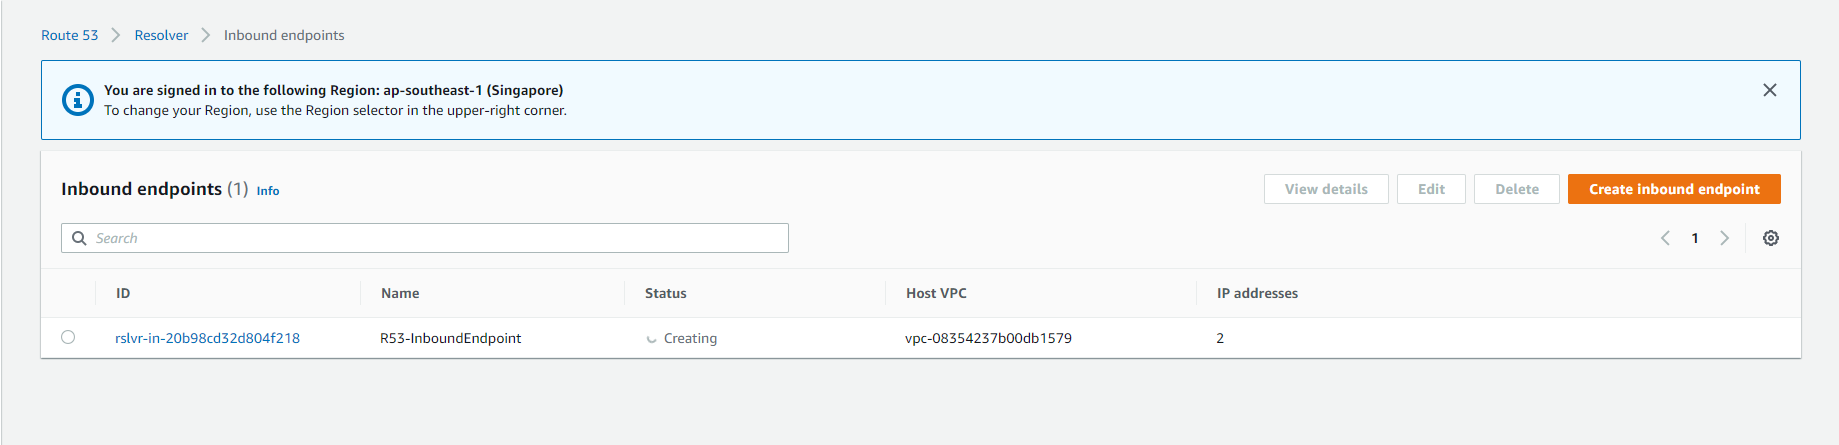 Route 53 > Resolver > Inbound endpoints
You are signed in to the following Region: ap-southeast-1 (Singapore)
To change your Region, use the Region selector in the upper-right corner.
Inbound endpoints (1) Info
View details Edit Delete Create inbound endpoint
Search
1
ID Name Status Host VPC IP addresses
rslvr-in-20b98cd32d804f218 R53-InboundEndpoint Creating vpc-08354237b00db1579 2